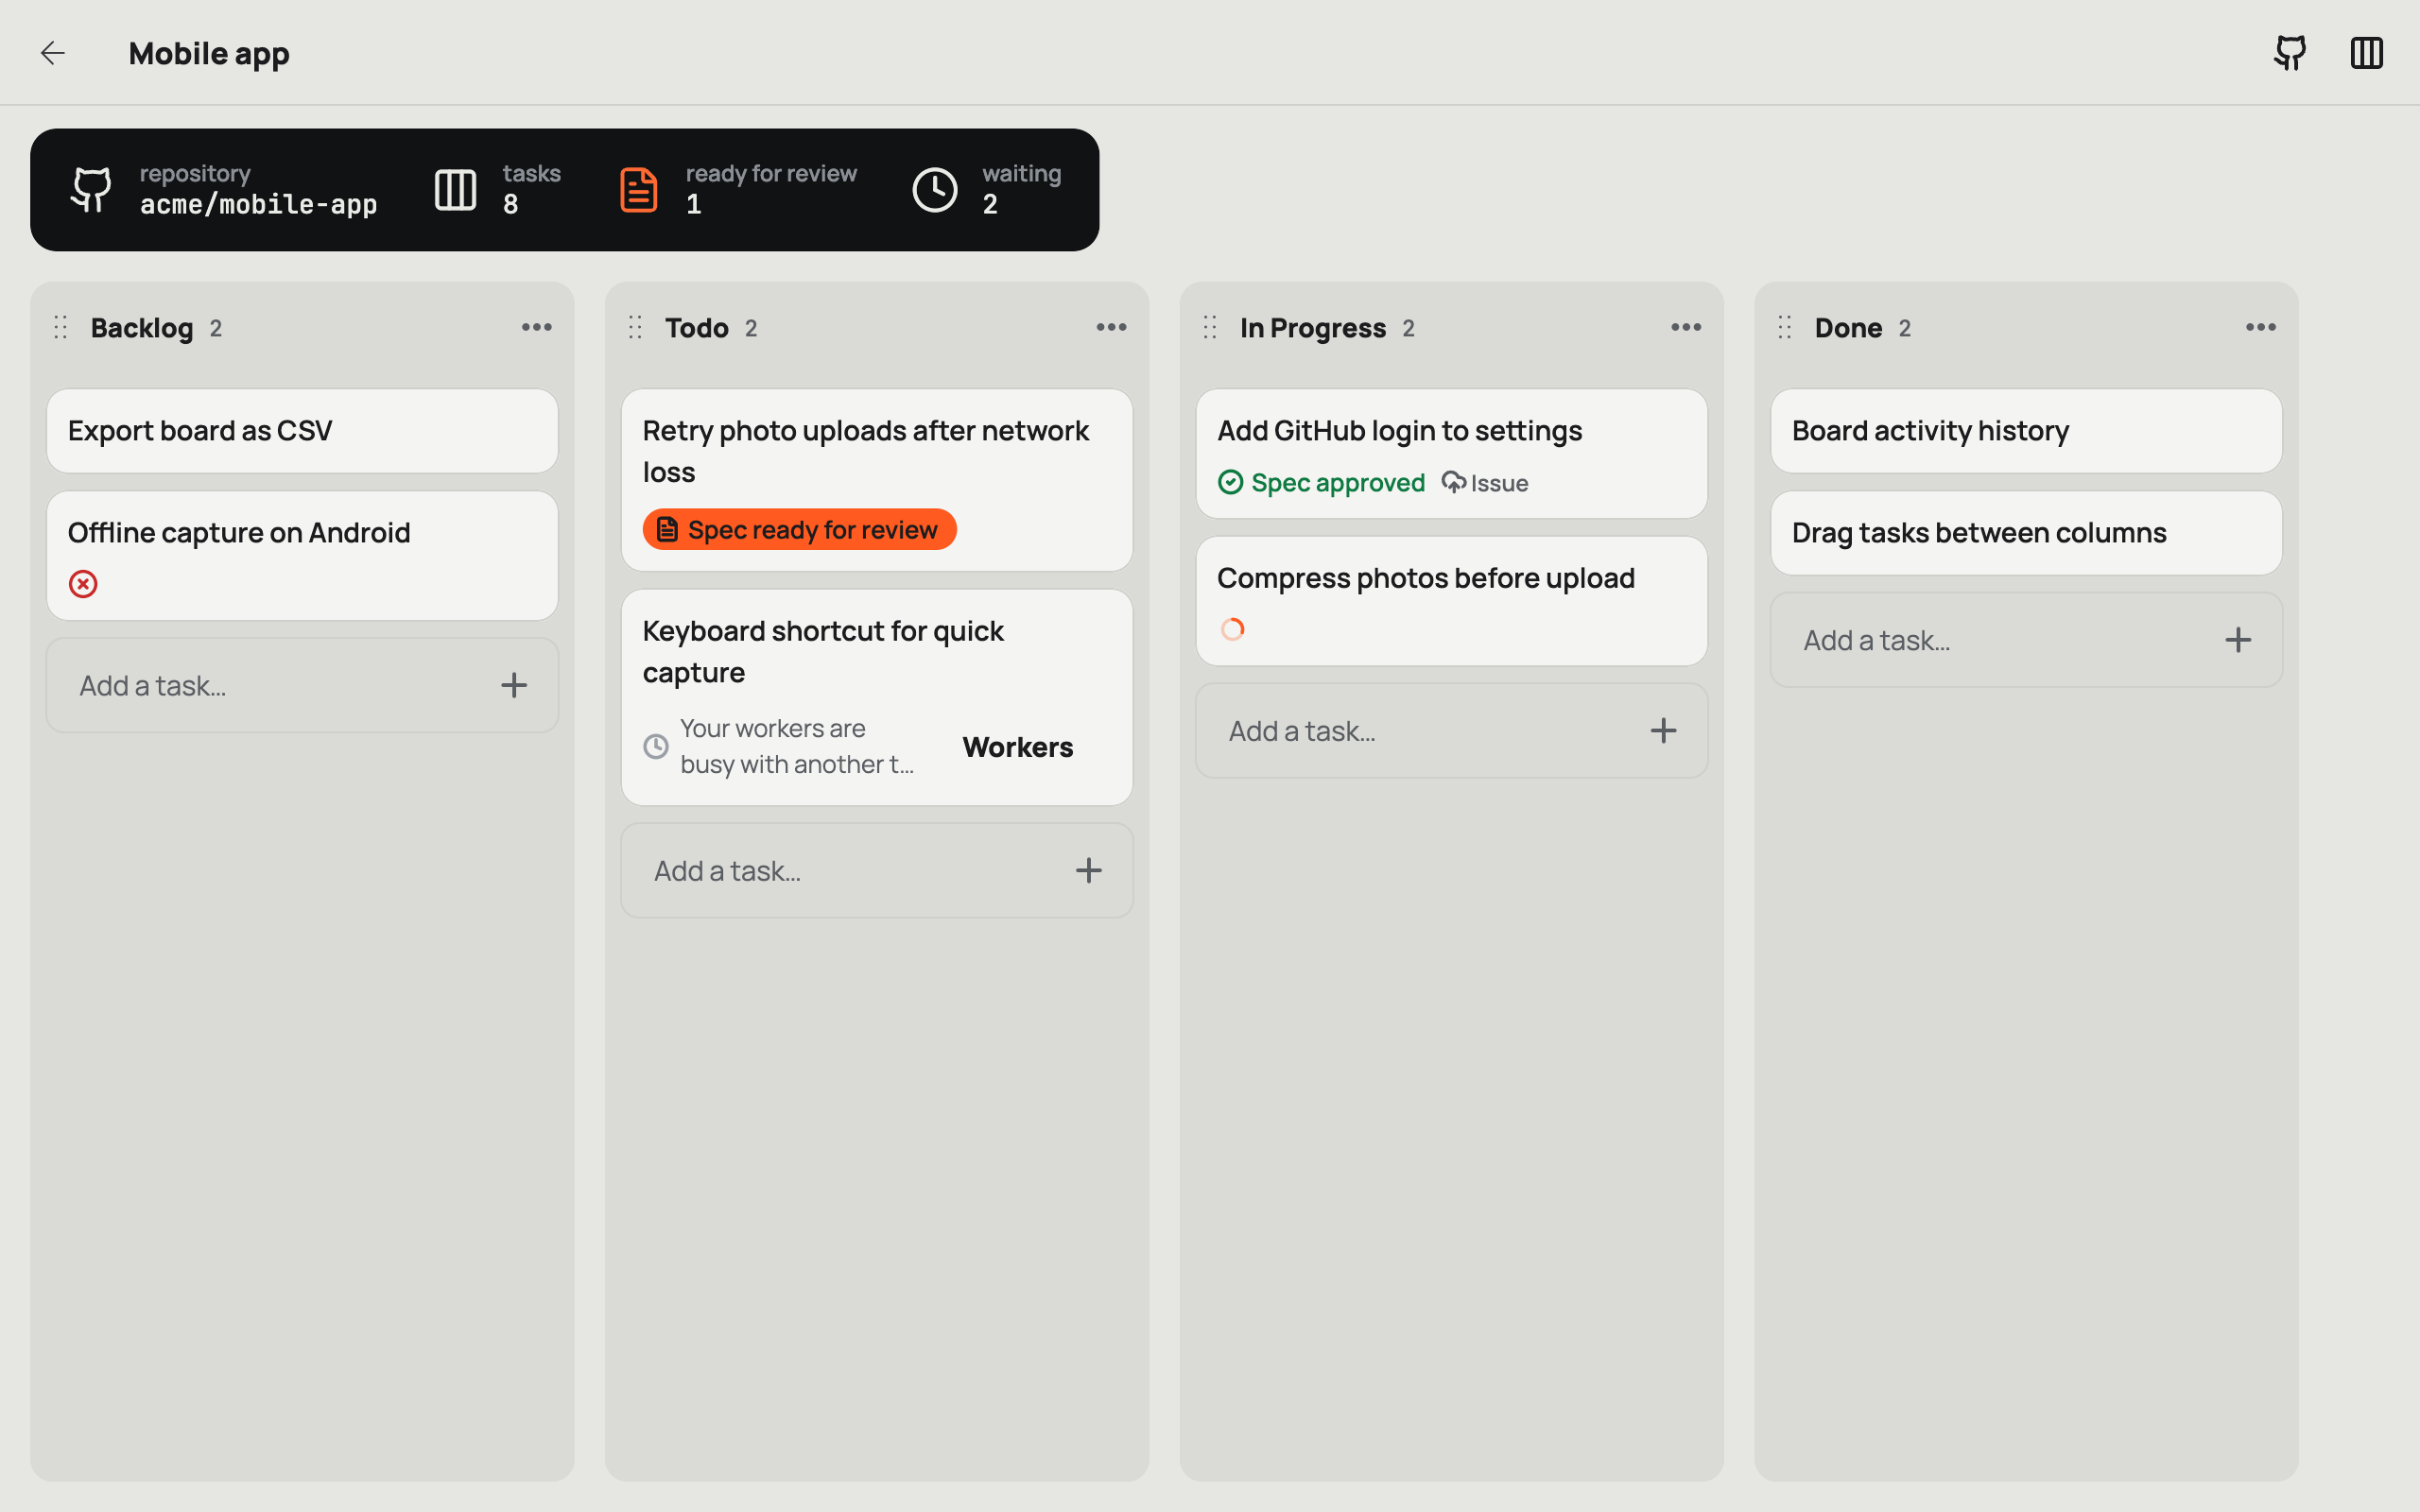 Mobile app
repository
acme/mobile-app
tasks
8
ready for review
1
waiting
2
Backlog 2
Export board as CSV
Offline capture on Android
Add a task...
Todo 2
Retry photo uploads after network
loss
Spec ready for review
Keyboard shortcut for quick
capture
Your workers are
busy with another t...
Workers
Add a task...
In Progress 2
Add GitHub login to settings
Spec approved Issue
Compress photos before upload
Add a task...
Done 2
Board activity history
Drag tasks between columns
Add a task...